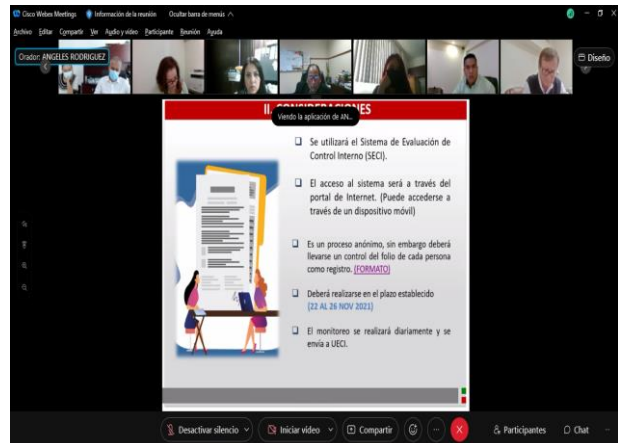 Cisco Webex Meetings
Información de la reunión
Ocultar barra de menús
Archivo Editar Compartir Ver Audio y video Participante Reunión Ayuda
Orador: ANGELES RODRIGUEZ
Diseño
II. CONSIDERACIONES
Viendo la aplicación de AN...
Se utilizará el Sistema de Evaluación de
Control Interno (SECI).
El acceso al sistema será a través del
portal de Internet. (Puede accederse a
través de un dispositivo móvil)
Es un proceso anónimo, sin embargo deberá
llevarse un control del folio de cada persona
como registro. (FORMATO)
Deberá realizarse en el plazo establecido
(22 AL 26 NOV 2021)
El monitoreo se realizará diariamente y se
envía a UECI.
Desactivar silencio
Iniciar video
Compartir
Participantes
Chat